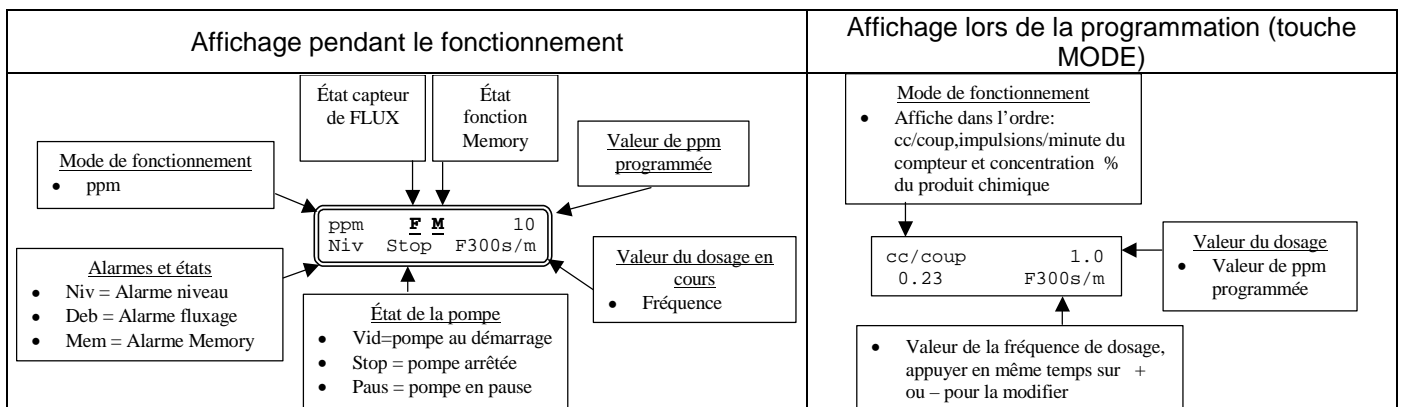 Affichage pendant le fonctionnement
Affichage lors de la programmation (touche
MODE)
État capteur
de FLUX
État
fonction
Memory
Mode de fonctionnement
• ppm
Valeur de ppm
programmée
ppm F M 10
Niv Stop F300s/m
Alarmes et états
• Niv = Alarme niveau
• Deb = Alarme fluxage
• Mem = Alarme Memory
État de la pompe
• Vid=pompe au démarrage
• Stop = pompe arrêtée
• Paus = pompe en pause
Valeur du dosage en
cours
• Fréquence
Mode de fonctionnement
• Affiche dans l’ordre:
cc/coup,impulsions/minute du
compteur et concentration %
du produit chimique
cc/coup 1.0
0.23 F300s/m
Valeur du dosage
• Valeur de ppm
programmée
• Valeur de la fréquence de dosage,
appuyer en même temps sur +
ou – pour la modifier